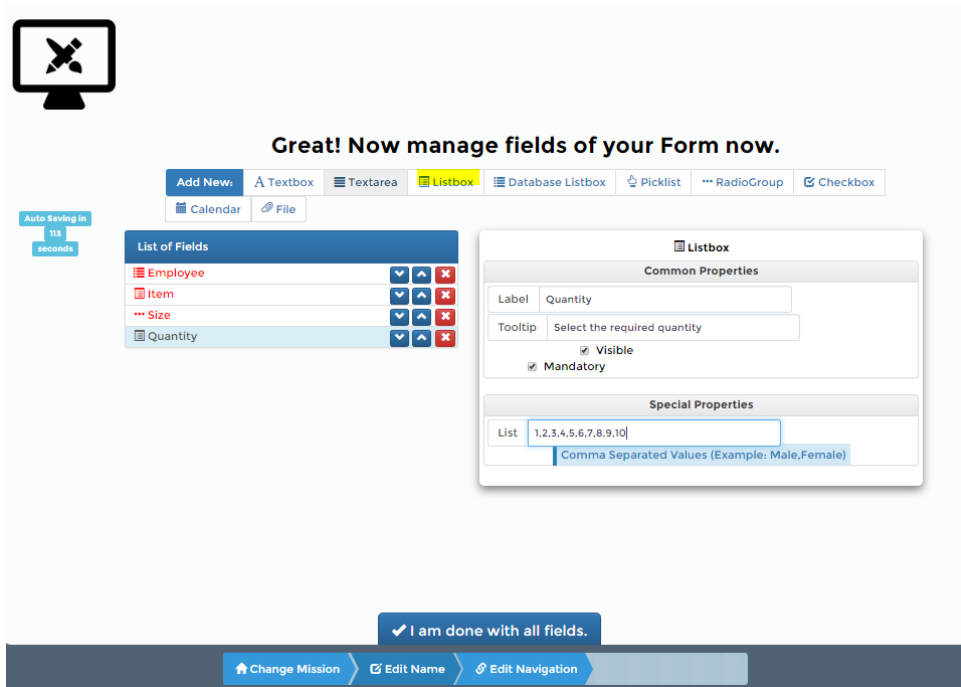 Great! Now manage fields of your Form now.
Add New: Textbox Textarea Listbox Database Listbox Picklist RadioGroup Checkbox
Calendar File
Auto Saving in
113
seconds
List of Fields
Employee
Item
Size
Quantity
Listbox
Common Properties
Label Quantity
Tooltip Select the required quantity
Visible
Mandatory
Special Properties
List 1,2,3,4,5,6,7,8,9,10
Comma Separated Values (Example: Male,Female)
I am done with all fields.
Change Mission Edit Name Edit Navigation